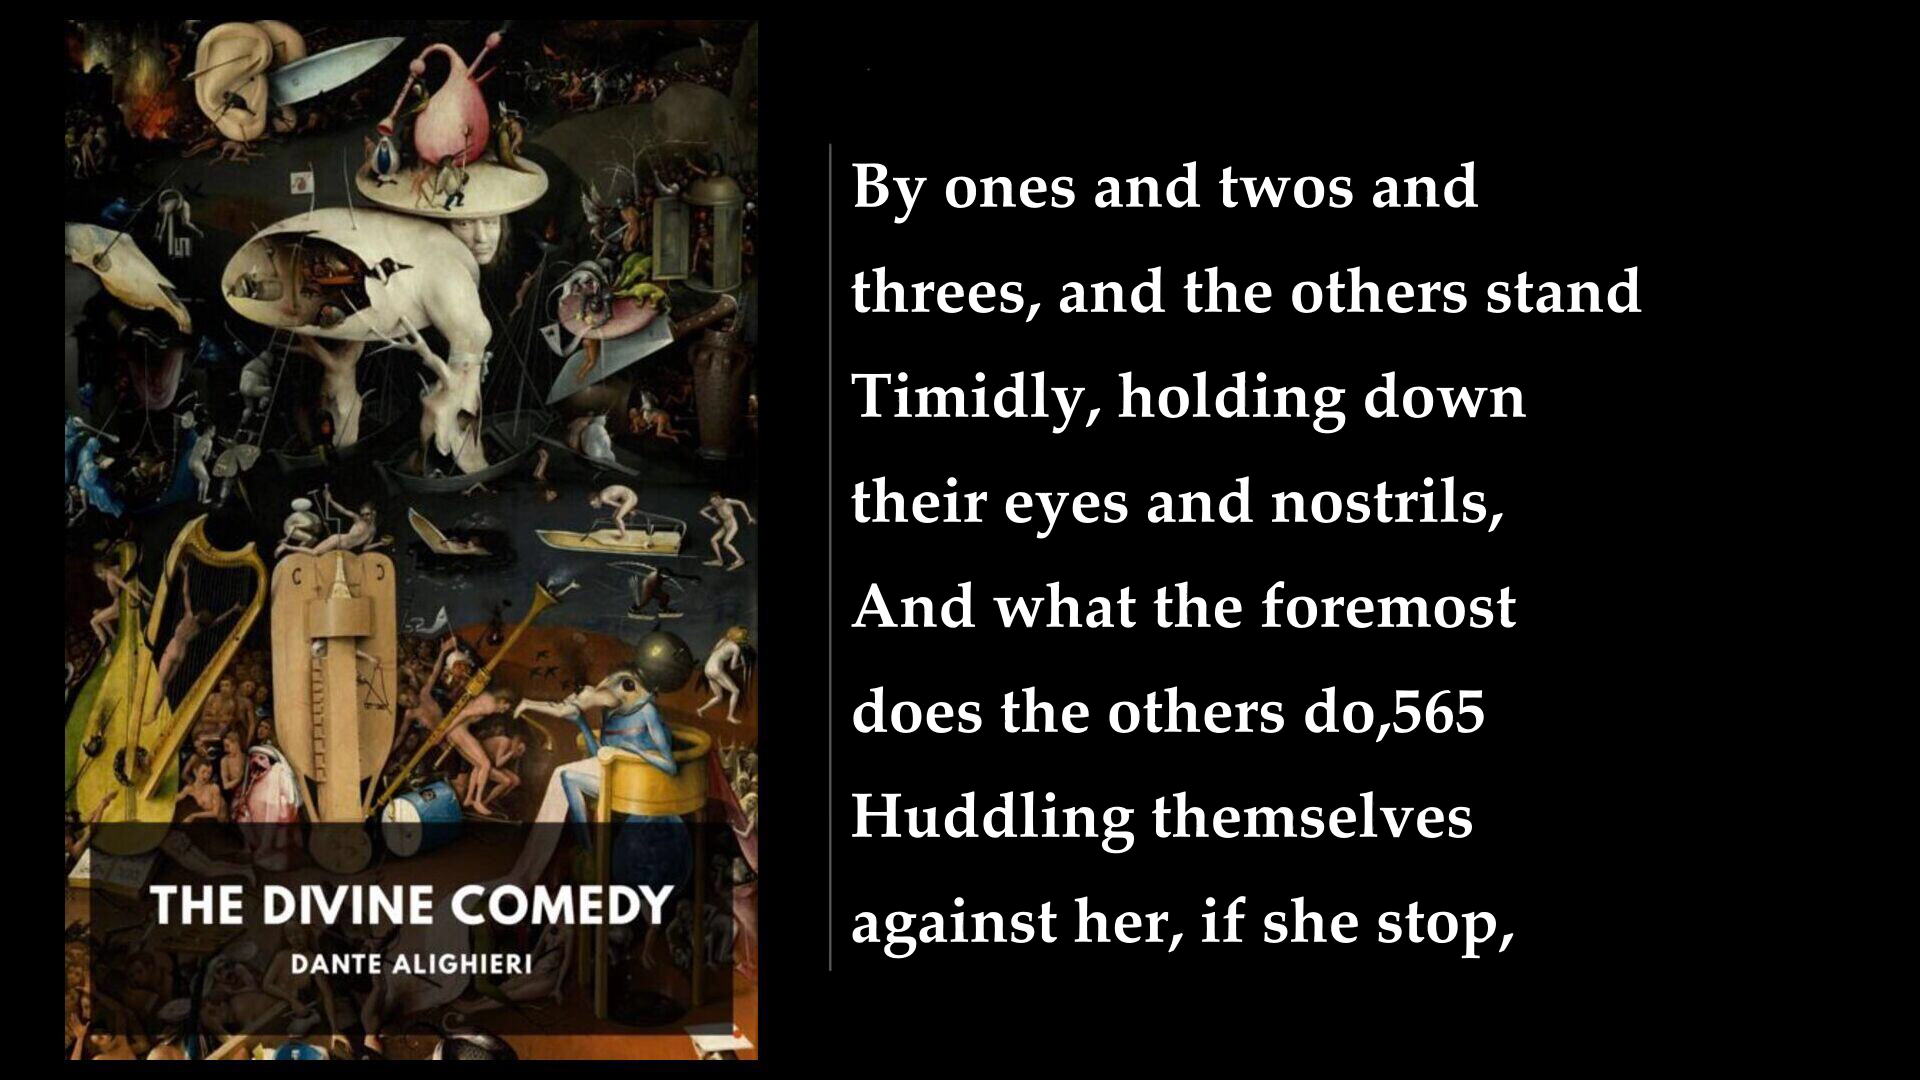 THE DIVINE COMEDY
DANTE ALIGHIERI
By ones and twos and
threes, and the others stand
Timidly, holding down
their eyes and nostrils,
And what the foremost
does the others do,565
Huddling themselves
against her, if she stop,